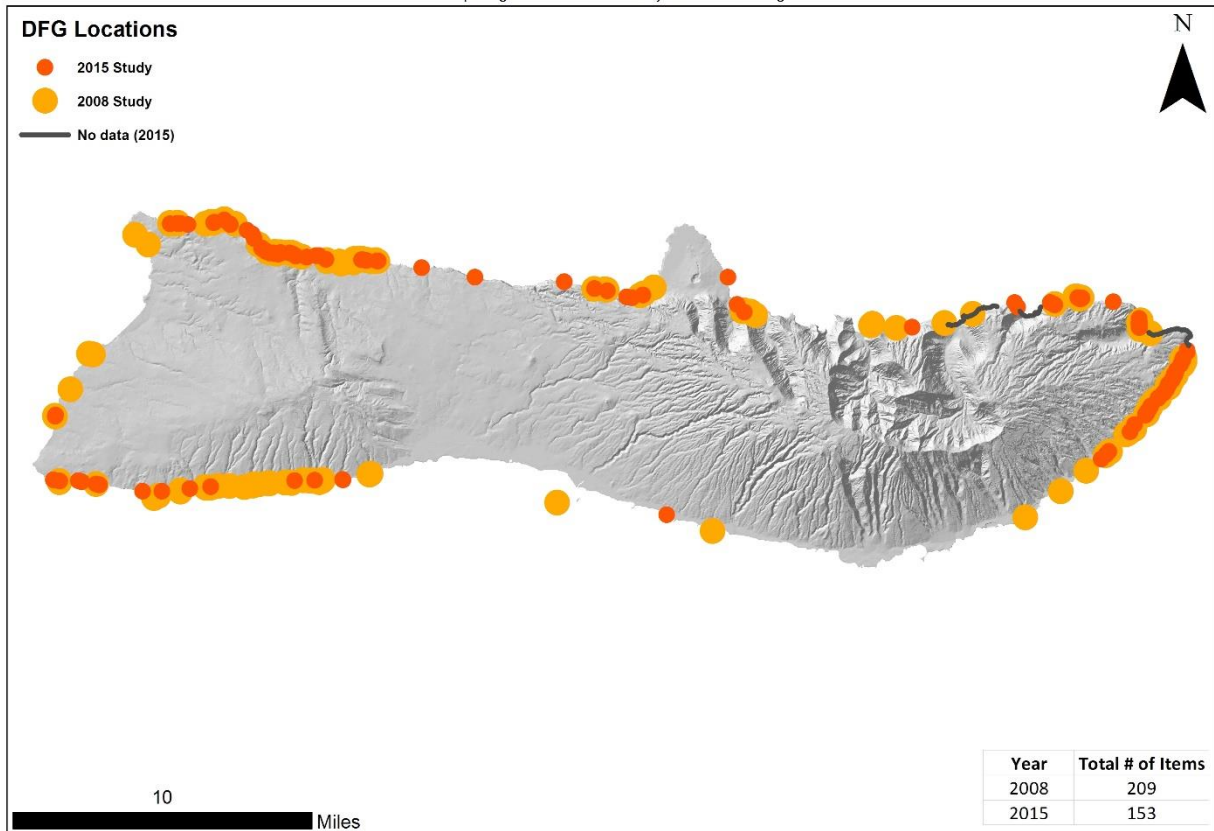 DFG Locations
2015 Study
2008 Study
No data (2015)
N
10
Miles
Year Total # of Items
2008 209
2015 153